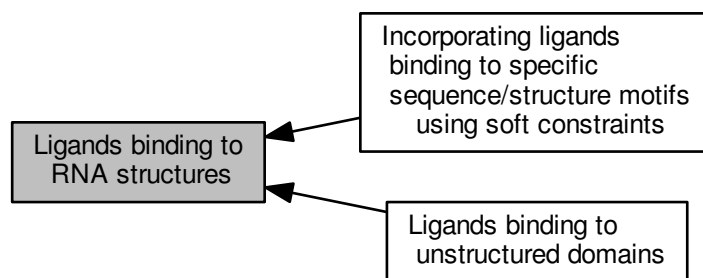 Ligands binding to
RNA structures
Incorporating ligands
binding to specific
sequence/structure motifs
using soft constraints
Ligands binding to
unstructured domains